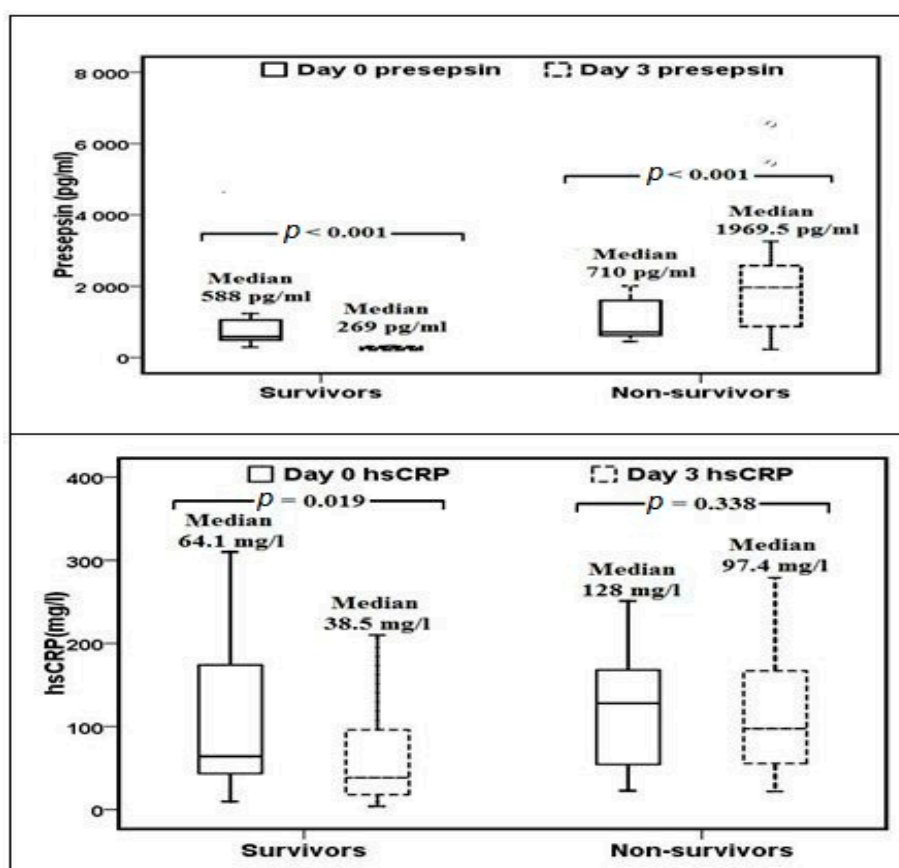 Day 0 presepsin Day 3 presepsin
8 000
6 000
4 000
2 000
0
Presepsin (pg/ml)
p < 0.001
p < 0.001
Median
588 pg/ml
Median
269 pg/ml
Median
710 pg/ml
Median
1969.5 pg/ml
Survivors Non-survivors
Day 0 hsCRP Day 3 hsCRP
400
300
200
100
0
hsCRP(mg/l)
p = 0.019
p = 0.338
Median
64.1 mg/l
Median
38.5 mg/l
Median
128 mg/l
Median
97.4 mg/l
Survivors Non-survivors